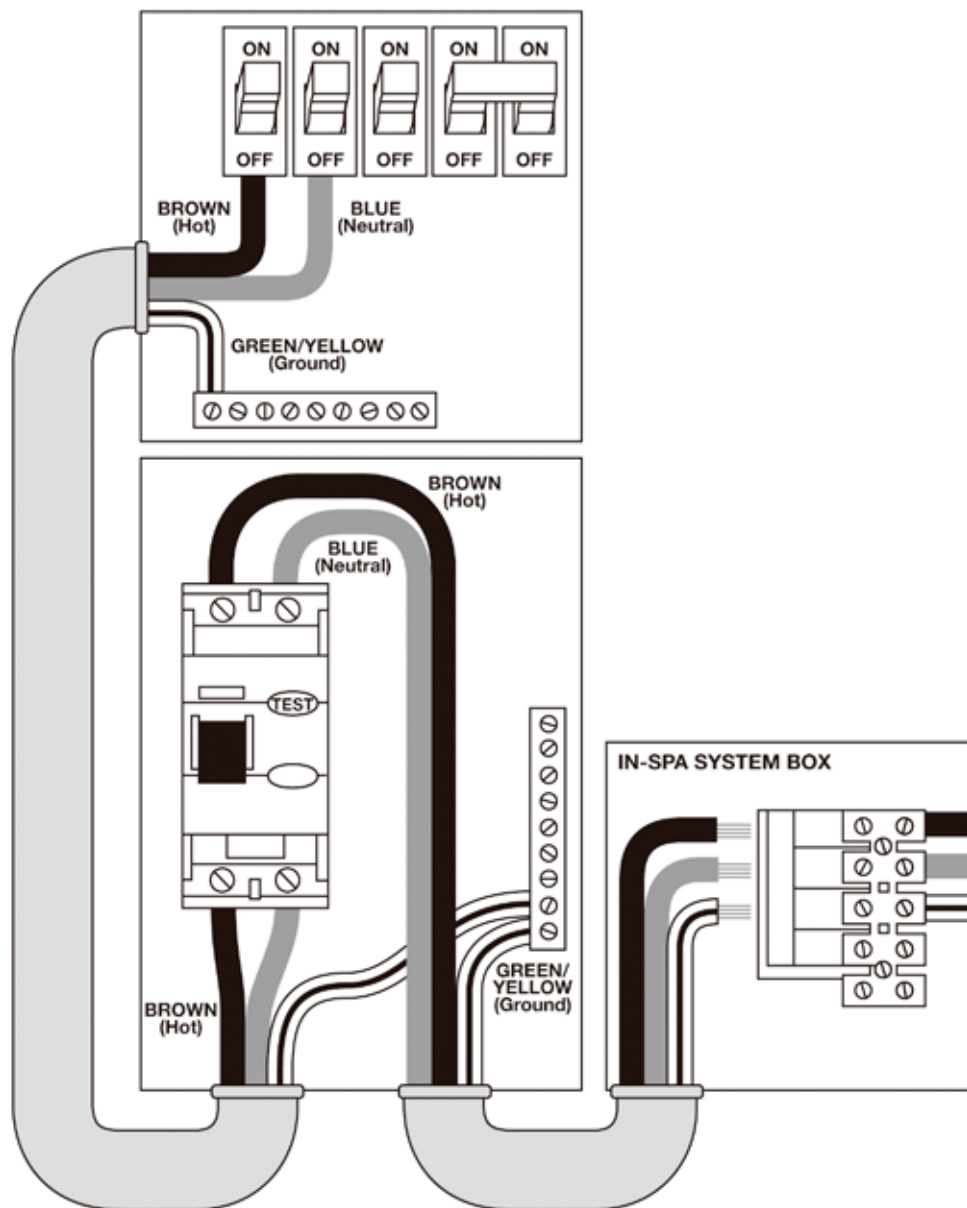 ON ON ON ON ON
OFF OFF OFF OFF OFF
BROWN
(Hot)
BLUE
(Neutral)
GREEN/YELLOW
(Ground)
BROWN
(Hot)
BLUE
(Neutral)
TEST
IN-SPA SYSTEM BOX
GREEN/
YELLOW
(Ground)
BROWN
(Hot)